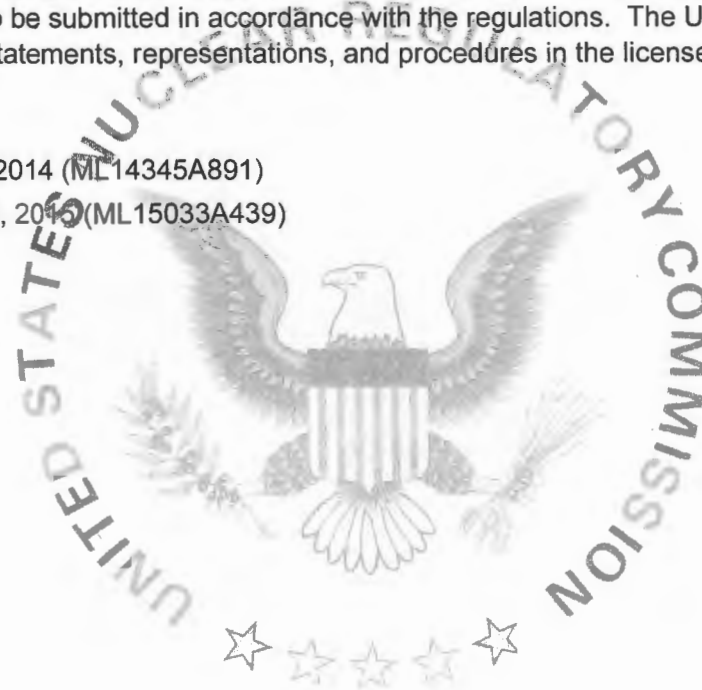 o be submitted in accordance with the regulations. The U
tatements, representations, and procedures in the license
2014 (ML14345A891)
, 2015 (ML15033A439)
UNITED STATES NUCLEAR REGULATORY COMMISSION